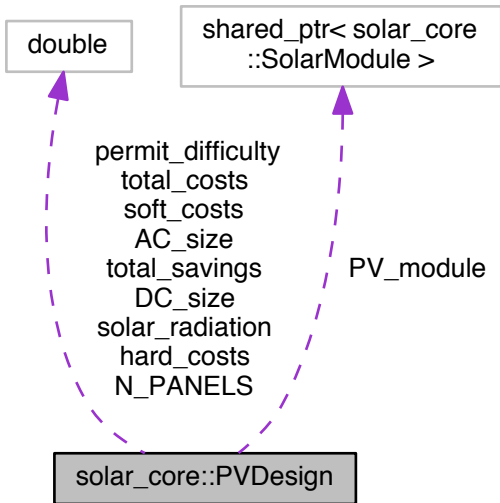 double
shared_ptr< solar_core
::SolarModule >
permit_difficulty
total_costs
soft_costs
AC_size
total_savings
DC_size
solar_radiation
hard_costs
N_PANELS
PV_module
solar_core::PVDesign